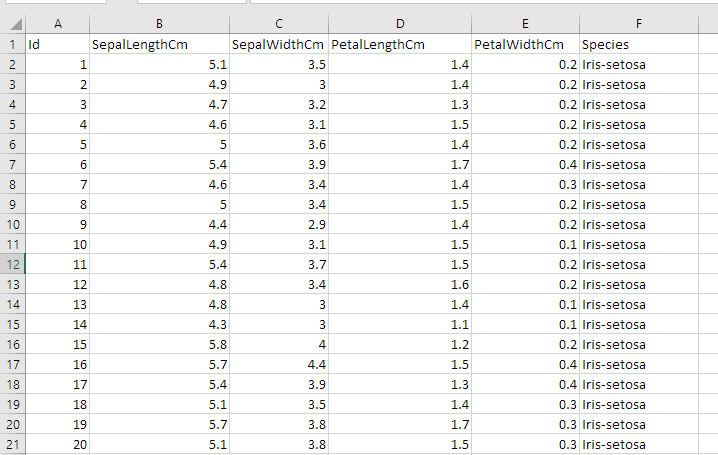 A B C D E F
1 Id SepalLengthCm SepalWidthCm PetalLengthCm PetalWidthCm Species
2 1 5.1 3.5 1.4 0.2 Iris-setosa
3 2 4.9 3 1.4 0.2 Iris-setosa
4 3 4.7 3.2 1.3 0.2 Iris-setosa
5 4 4.6 3.1 1.5 0.2 Iris-setosa
6 5 5 3.6 1.4 0.2 Iris-setosa
7 6 5.4 3.9 1.7 0.4 Iris-setosa
8 7 4.6 3.4 1.4 0.3 Iris-setosa
9 8 5 3.4 1.5 0.2 Iris-setosa
10 9 4.4 2.9 1.4 0.2 Iris-setosa
11 10 4.9 3.1 1.5 0.1 Iris-setosa
12 11 5.4 3.7 1.5 0.2 Iris-setosa
13 12 4.8 3.4 1.6 0.2 Iris-setosa
14 13 4.8 3 1.4 0.1 Iris-setosa
15 14 4.3 3 1.1 0.1 Iris-setosa
16 15 5.8 4 1.2 0.2 Iris-setosa
17 16 5.7 4.4 1.5 0.4 Iris-setosa
18 17 5.4 3.9 1.3 0.4 Iris-setosa
19 18 5.1 3.5 1.4 0.3 Iris-setosa
20 19 5.7 3.8 1.7 0.3 Iris-setosa
21 20 5.1 3.8 1.5 0.3 Iris-setosa